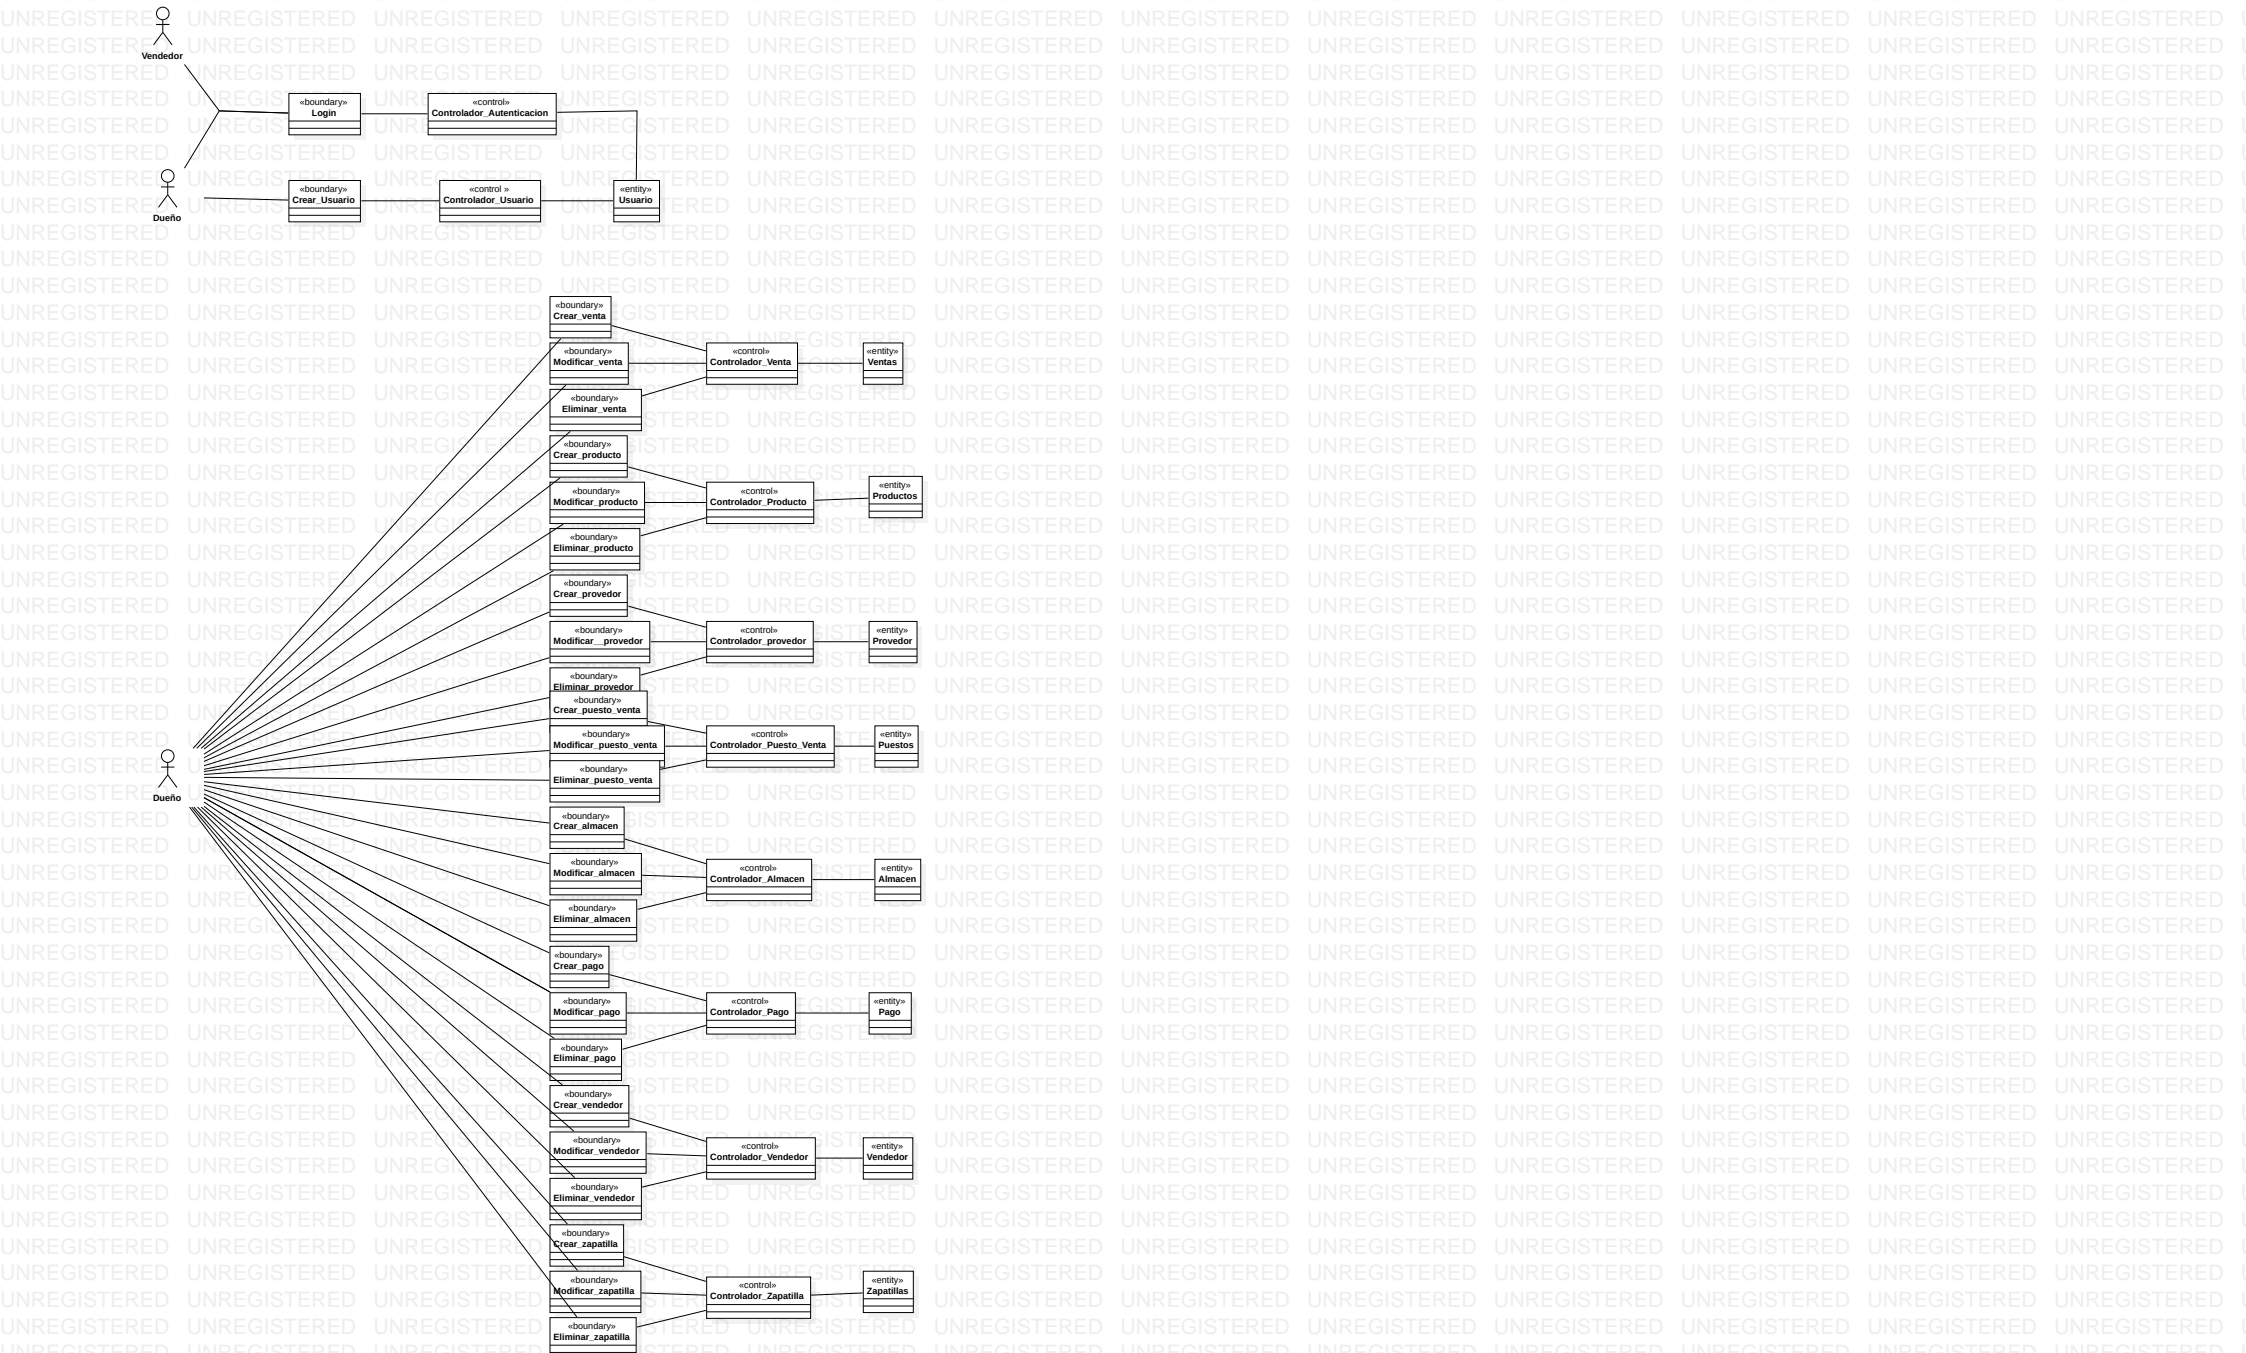 Vendedor
«boundary»
Login
«control»
Controlador_Autenticacion
Dueño
«boundary»
Crear_Usuario
«control »
Controlador_Usuario
«entity»
Usuario
«boundary»
Crear_venta
«boundary»
Modificar_venta
«control»
Controlador_Venta
«entity»
Ventas
«boundary»
Eliminar_venta
«boundary»
Crear_producto
«boundary»
Modificar_producto
«control»
Controlador_Producto
«entity»
Productos
«boundary»
Eliminar_producto
«boundary»
Crear_provedor
«boundary»
Modificar__provedor
«control»
Controlador_provedor
«entity»
Provedor
«boundary»
Eliminar_provedor
«boundary»
Crear_puesto_venta
«boundary»
Modificar_puesto_venta
«control»
Controlador_Puesto_Venta
«entity»
Puestos
«boundary»
Eliminar_puesto_venta
Dueño
«boundary»
Crear_almacen
«boundary»
Modificar_almacen
«control»
Controlador_Almacen
«entity»
Almacen
«boundary»
Eliminar_almacen
«boundary»
Crear_pago
«boundary»
Modificar_pago
«control»
Controlador_Pago
«entity»
Pago
«boundary»
Eliminar_pago
«boundary»
Crear_vendedor
«boundary»
Modificar_vendedor
«control»
Controlador_Vendedor
«entity»
Vendedor
«boundary»
Eliminar_vendedor
«boundary»
Crear_zapatilla
«boundary»
Modificar_zapatilla
«control»
Controlador_Zapatilla
«entity»
Zapatillas
«boundary»
Eliminar_zapatilla
UNREGISTERED